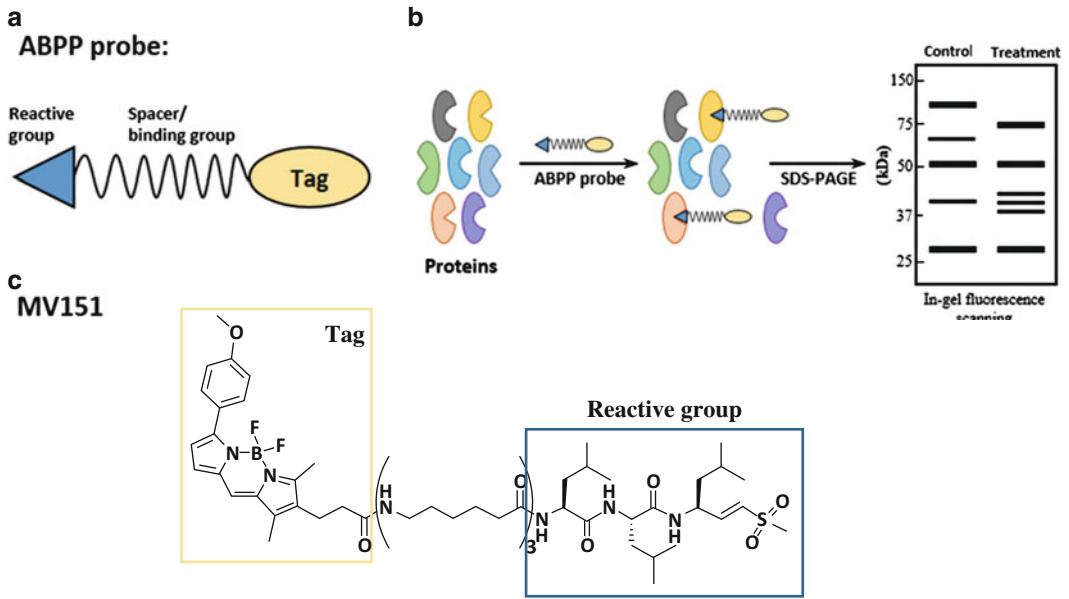 a
ABPP probe:
Reactive
group
Spacer/
binding group
Tag
b
ABPP probe
SDS-PAGE
Proteins
Control Treatment
150
75
50
37
25
(kDa)
In-gel fluorescence
scanning
c
MV151
Tag
Reactive group
O
F
F
N
B
N
O
H
N
O
3
N
H
O
H
N
O
N
H
S
O
O